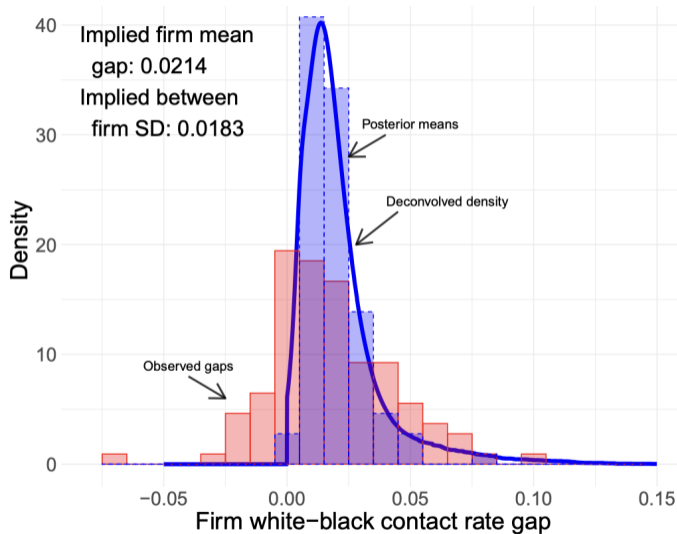 Implied firm mean
gap: 0.0214
Implied between
firm SD: 0.0183
Posterior means
Deconvolved density
Observed gaps
Density
40
30
20
10
0
−0.05
0.00
0.05
0.10
0.15
Firm white−black contact rate gap